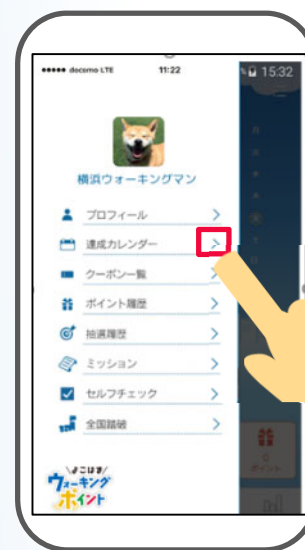 docomo LTE 11:22
15:32
横浜ウォーキングマン
プロフィール
達成カレンダー
クーポン一覧
ポイント履歴
抽選履歴
ミッション
セルフチェック
全国踏破
よこはま
ウォーキング
ポイント
0
ポイント